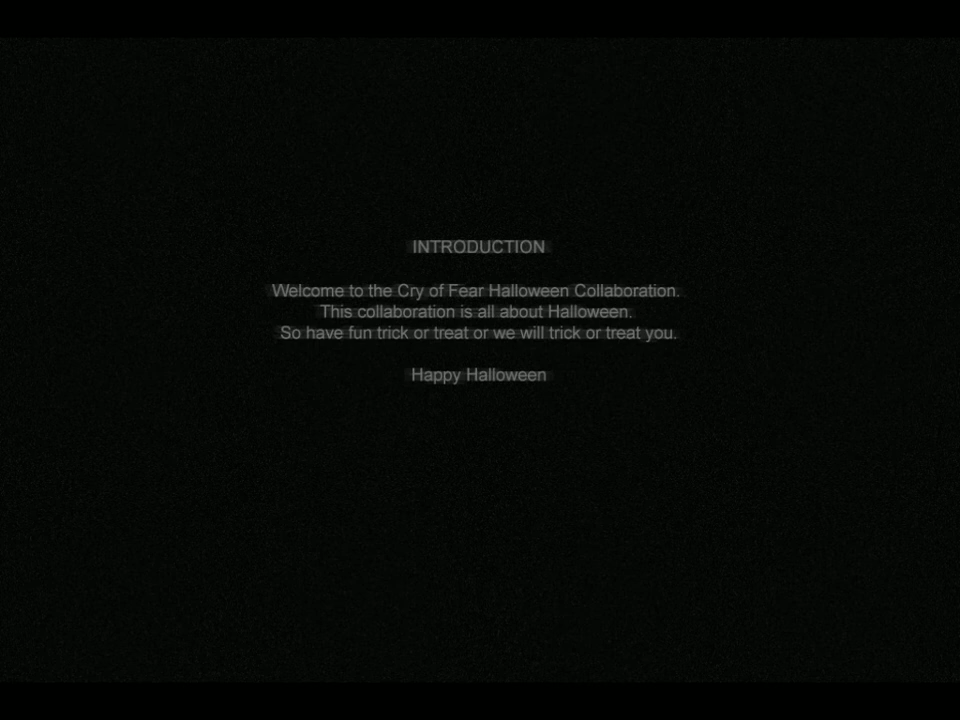 INTRODUCTION
Welcome to the Cry of Fear Halloween Collaboration.
This collaboration is all about Halloween.
So have fun trick or treat or we will trick or treat you.
Happy Halloween